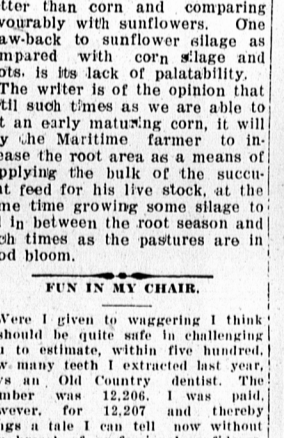 tter than corn and comparing
vourably with sunflowers. One
aw-back to sunflower silage as
mpared with corn silage and
ots, is its lack of palatability.
The writer is of the opinion that
til such times as we are able to
t an early maturing corn, it will
y the Maritime farmer to in-
ease the root area as a means of
pplying the bulk of the succu-
t feed for his live stock, at the
me time growing some silage to
in between the root season and
ch times as the pastures are in
od bloom.
FUN IN MY CHAIR.
Were I given to waggering I think
should be quite safe in challenging
u to estimate, within five hundred,
w many teeth I extracted last year,
ys an Old Country dentist. The
mber was 12,206. I was paid,
wever, for 12,207 and thereby
ngs a tale I can tell now without